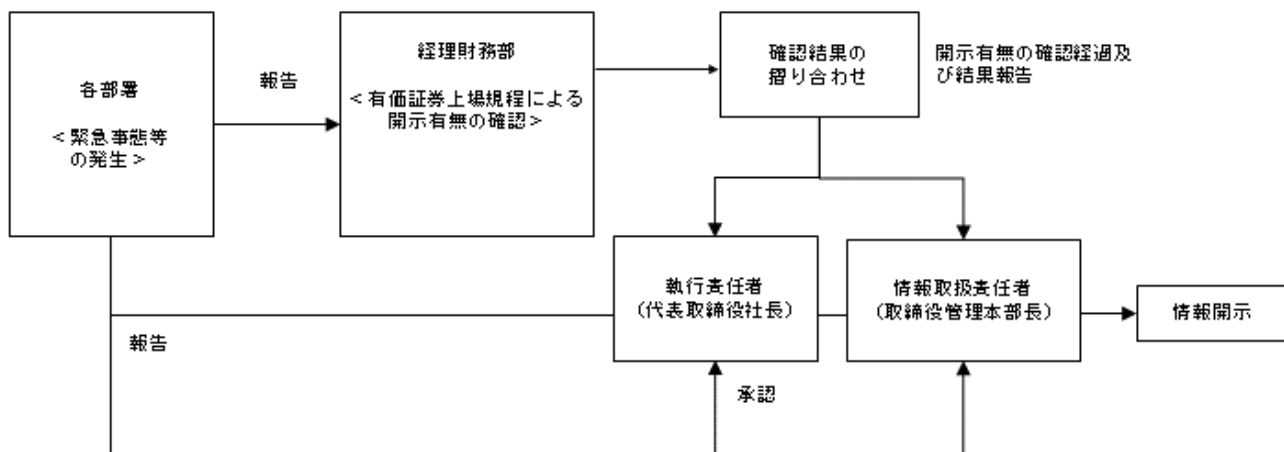 各部署
＜緊急事態等
の発生＞
報告
経理財務部
＜有価証券上場規程による
開示有無の確認＞
確認結果の
摺り合わせ
開示有無の確認経過及
び結果報告
執行責任者
（代表取締役社長）
情報取扱責任者
（取締役管理本部長）
情報開示
報告
承認